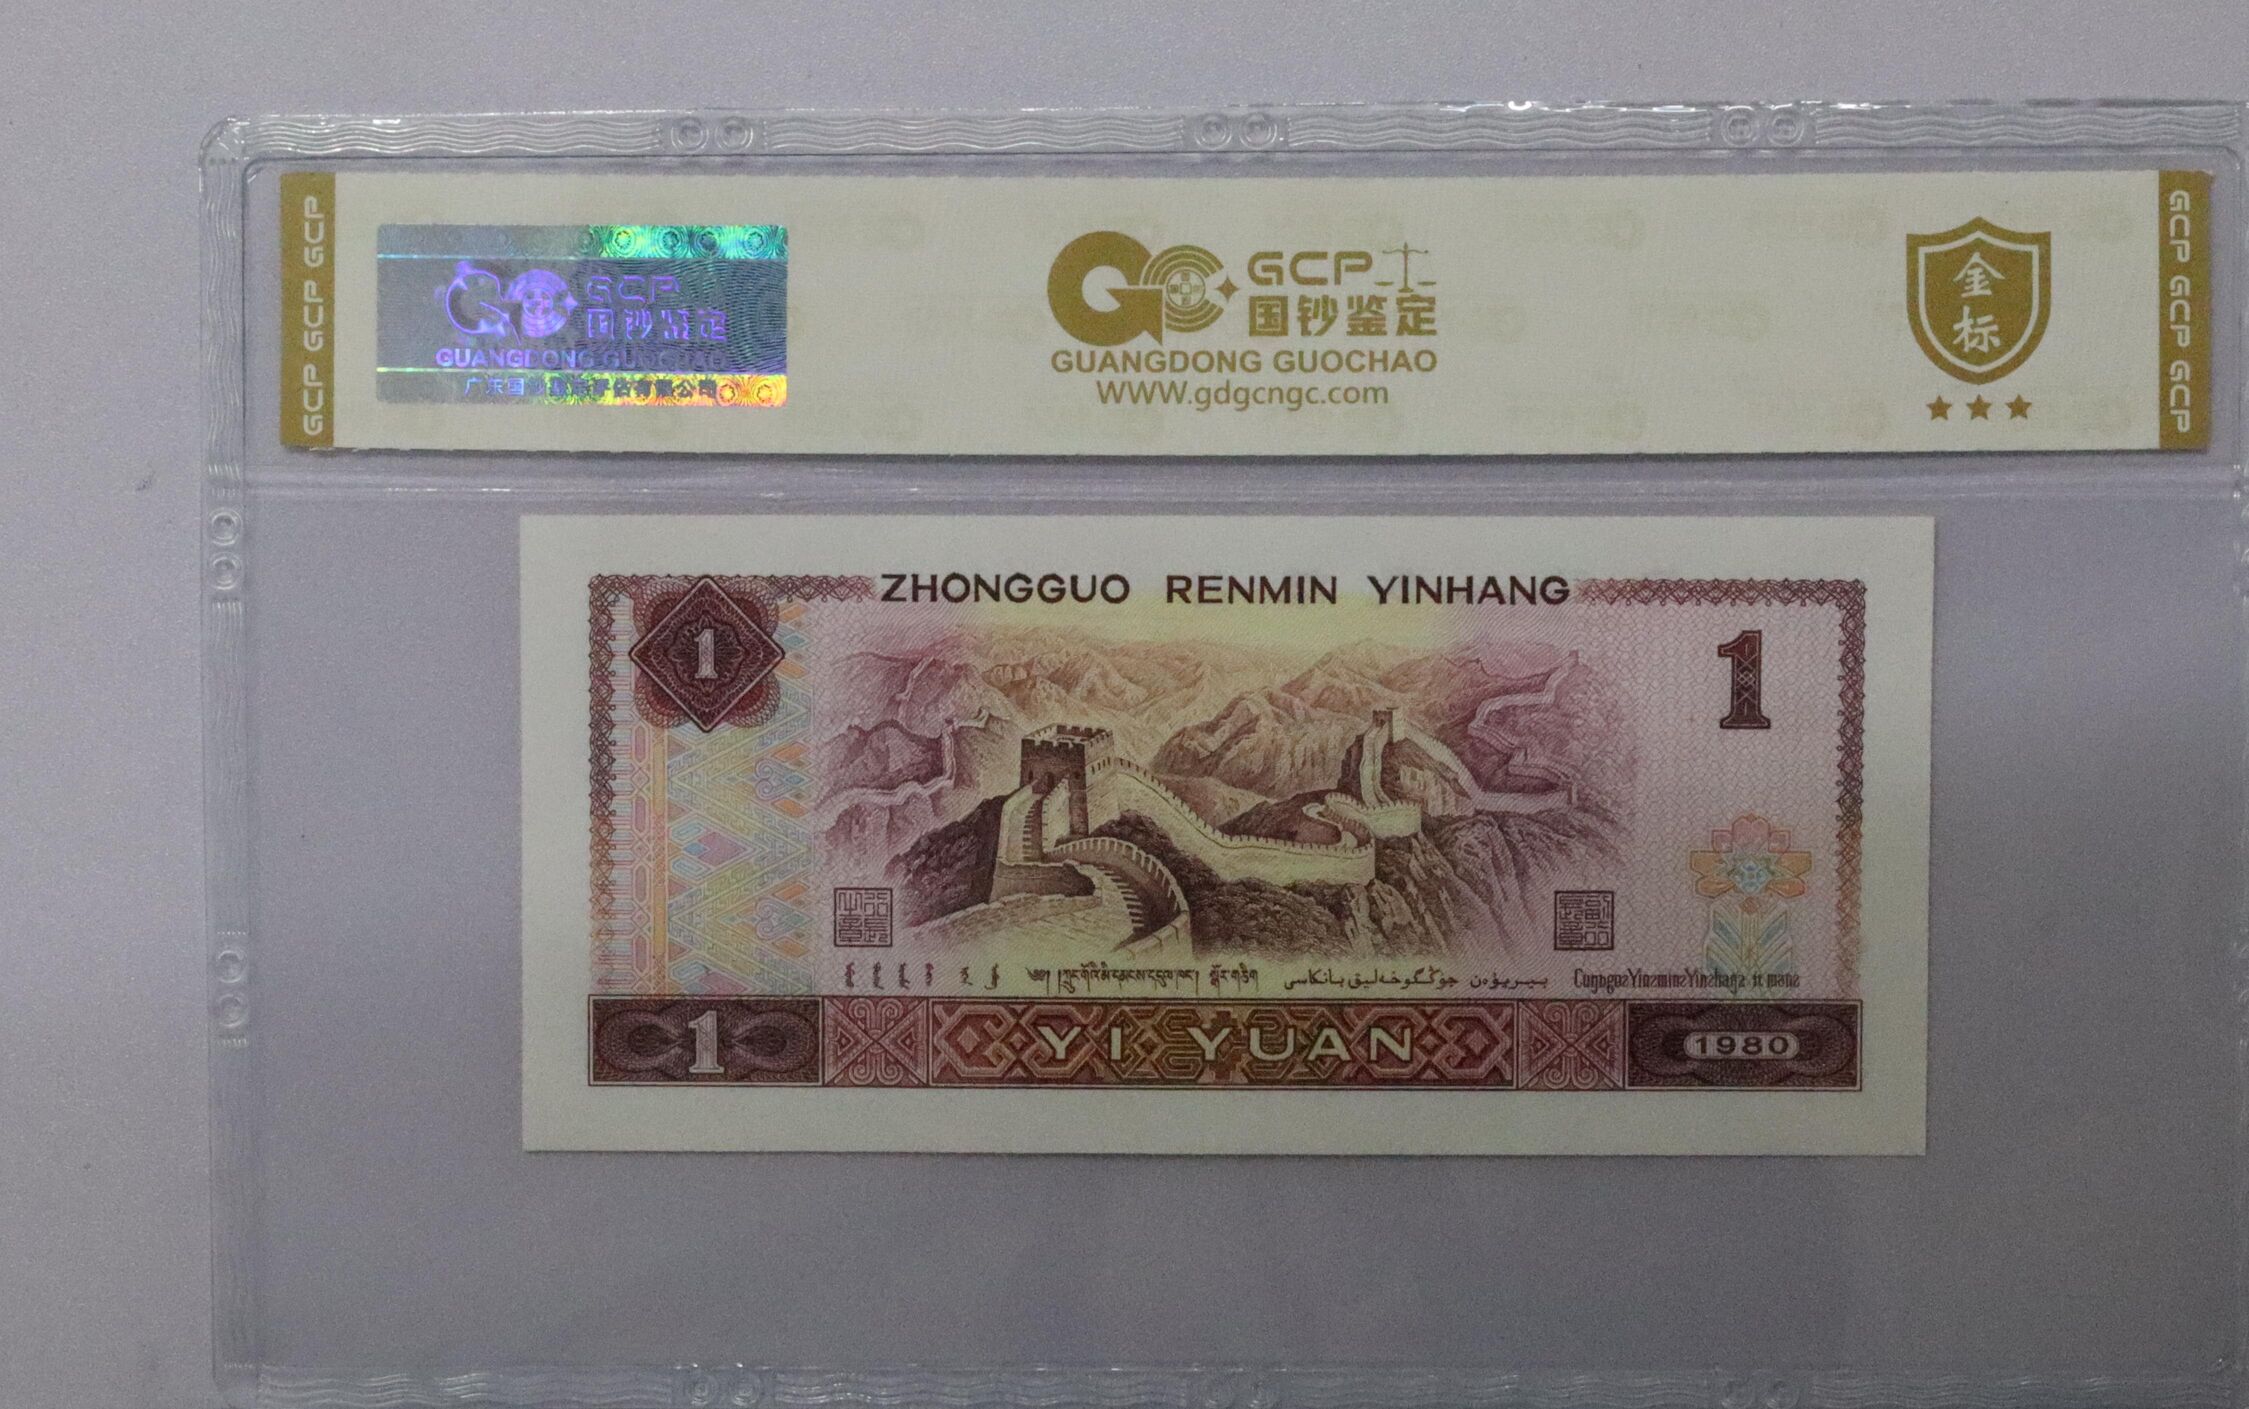 GCP GCP GCP
GCP
国钞鉴定
GUANGDONG GUOCHAO
GCP
国钞鉴定
GUANGDONG GUOCHAO
WWW.gdgcngc.com
金
标
GCP GCP GCP
ZHONGGUO RENMIN YINHANG
1
1
1
YI YUAN
1980